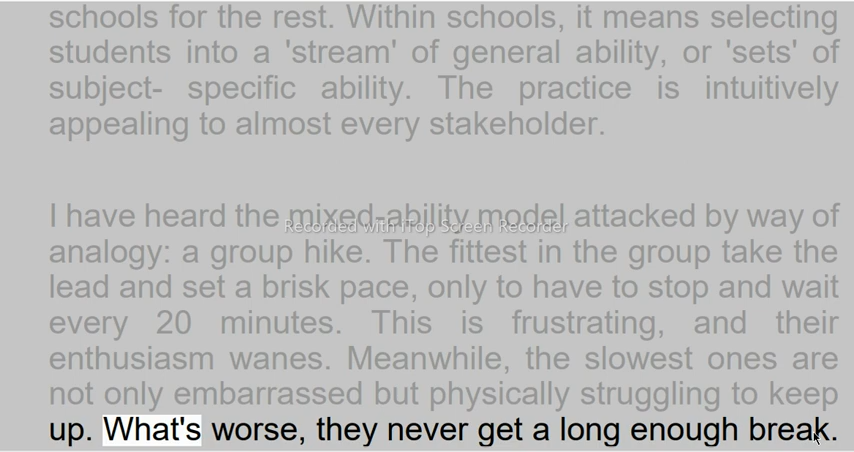 schools for the rest. Within schools, it means selecting
students into a 'stream' of general ability, or 'sets' of
subject- specific ability. The practice is intuitively
appealing to almost every stakeholder.
I have heard the mixed-ability model attacked by way of
Recorded with iTop Screen Recorder
analogy: a group hike. The fittest in the group take the
lead and set a brisk pace, only to have to stop and wait
every 20 minutes. This is frustrating, and their
enthusiasm wanes. Meanwhile, the slowest ones are
not only embarrassed but physically struggling to keep
up. What's worse, they never get a long enough break.